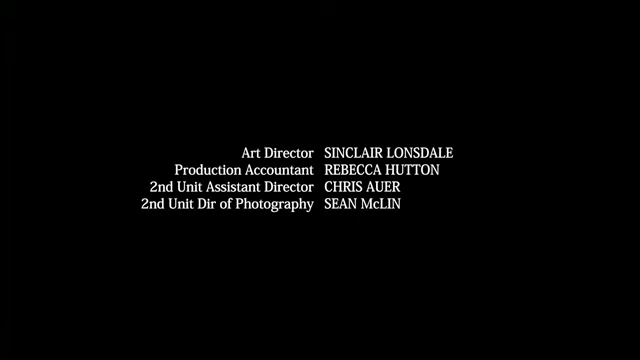 Art Director SINCLAIR LONSDALE
Production Accountant REBECCA HUTTON
2nd Unit Assistant Director CHRIS AUER
2nd Unit Dir of Photography SEAN McLIN